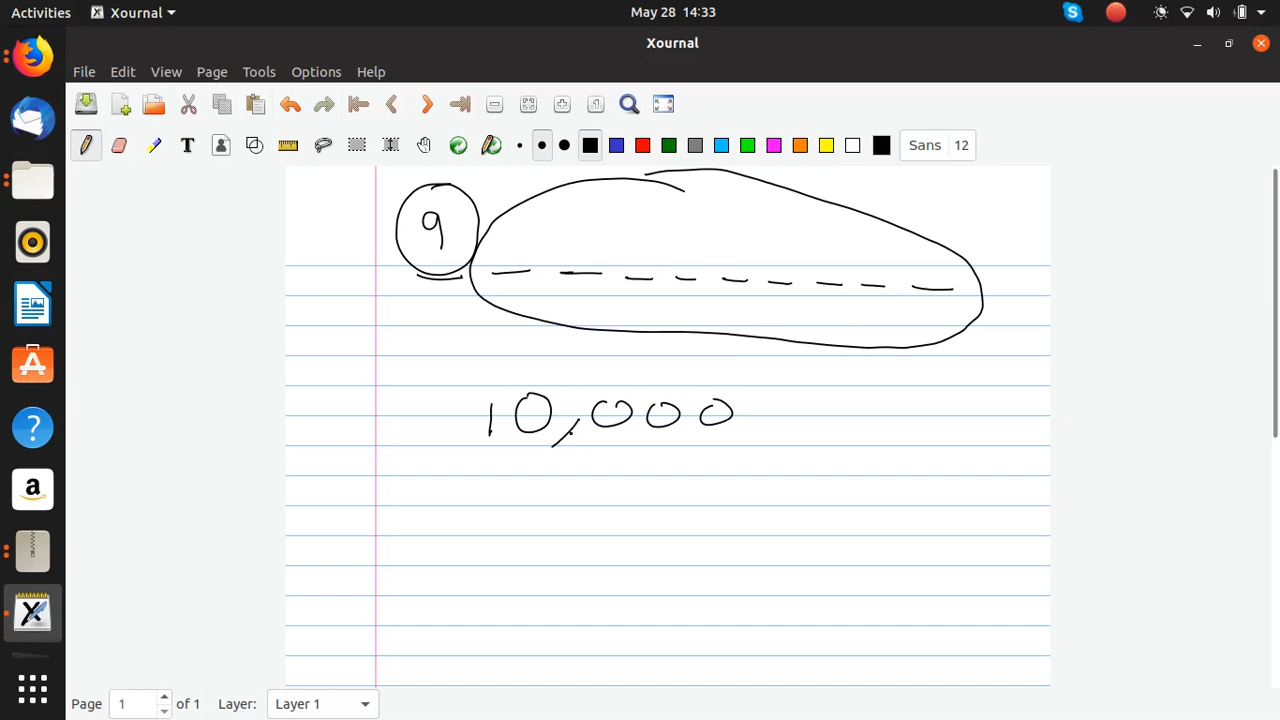 Activities Xournal May 28 14:33
Xournal
File Edit View Page Tools Options Help
T 1
Sans 12
9
10,000
Page 1 of 1 Layer: Layer 1